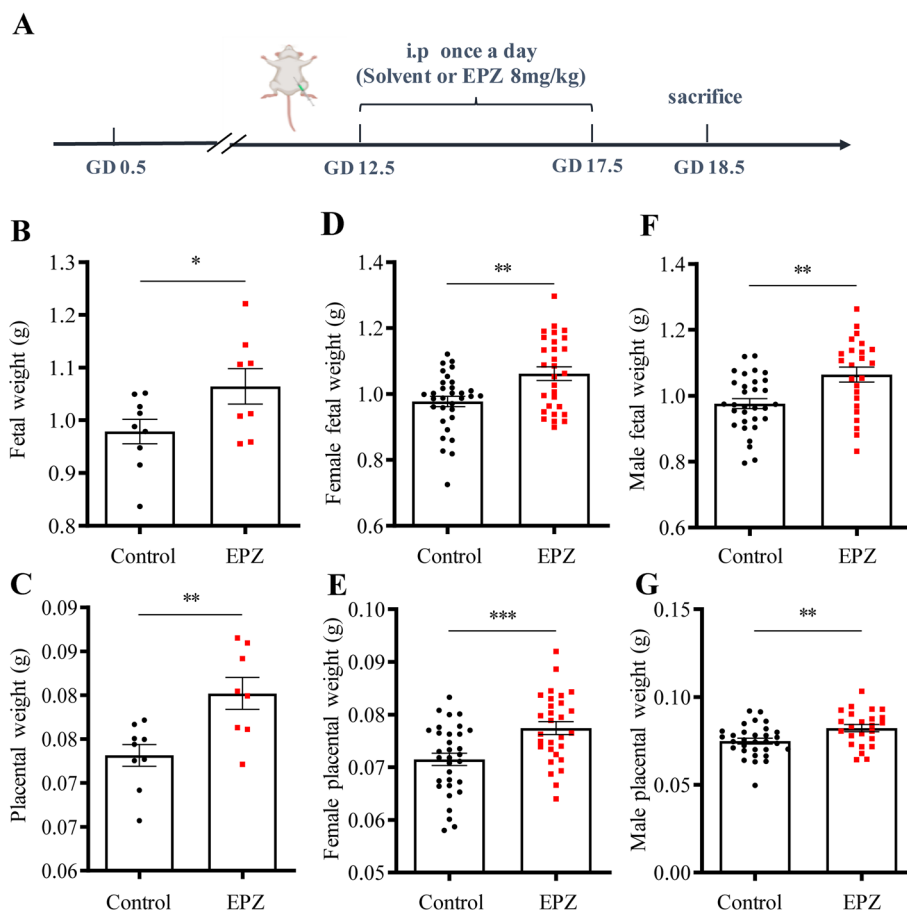 A
i.p once a day
(Solvent or EPZ 8mg/kg)
sacrifice
GD 0.5
GD 12.5
GD 17.5
GD 18.5
B
Fetal weight (g)
1.3
1.2
1.1
1.0
0.9
0.8
*
Control
EPZ
D
Female fetal weight (g)
1.4
1.2
1.0
0.8
0.6
**
Control
EPZ
F
Male fetal weight (g)
1.4
1.2
1.0
0.8
0.6
**
Control
EPZ
C
Placental weight (g)
0.09
0.09
0.08
0.08
0.07
0.07
0.06
**
Control
EPZ
E
Female placental weight (g)
0.10
0.09
0.08
0.07
0.06
0.05
***
Control
EPZ
G
Male placental weight (g)
0.15
0.10
0.05
0.00
**
Control
EPZ